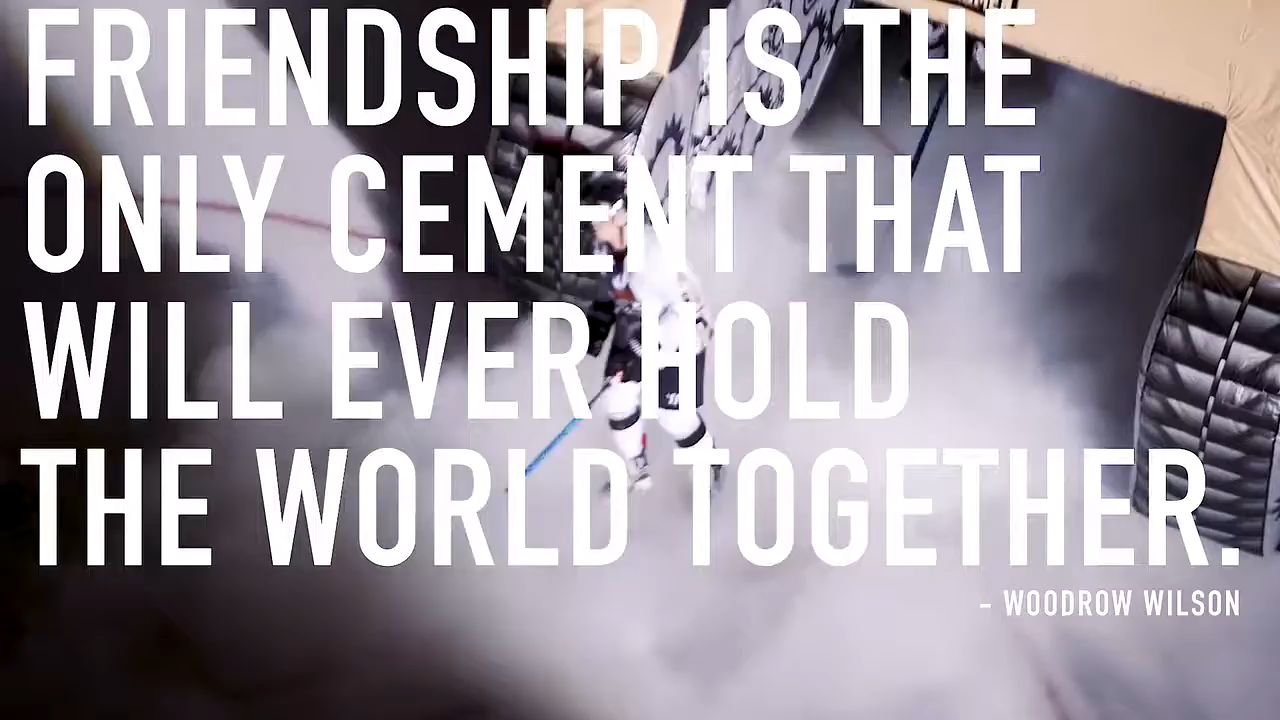 FRIENDSHIP IS THE
ONLY CEMENT THAT
WILL EVER HOLD
THE WORLD TOGETHER.
- WOODROW WILSON